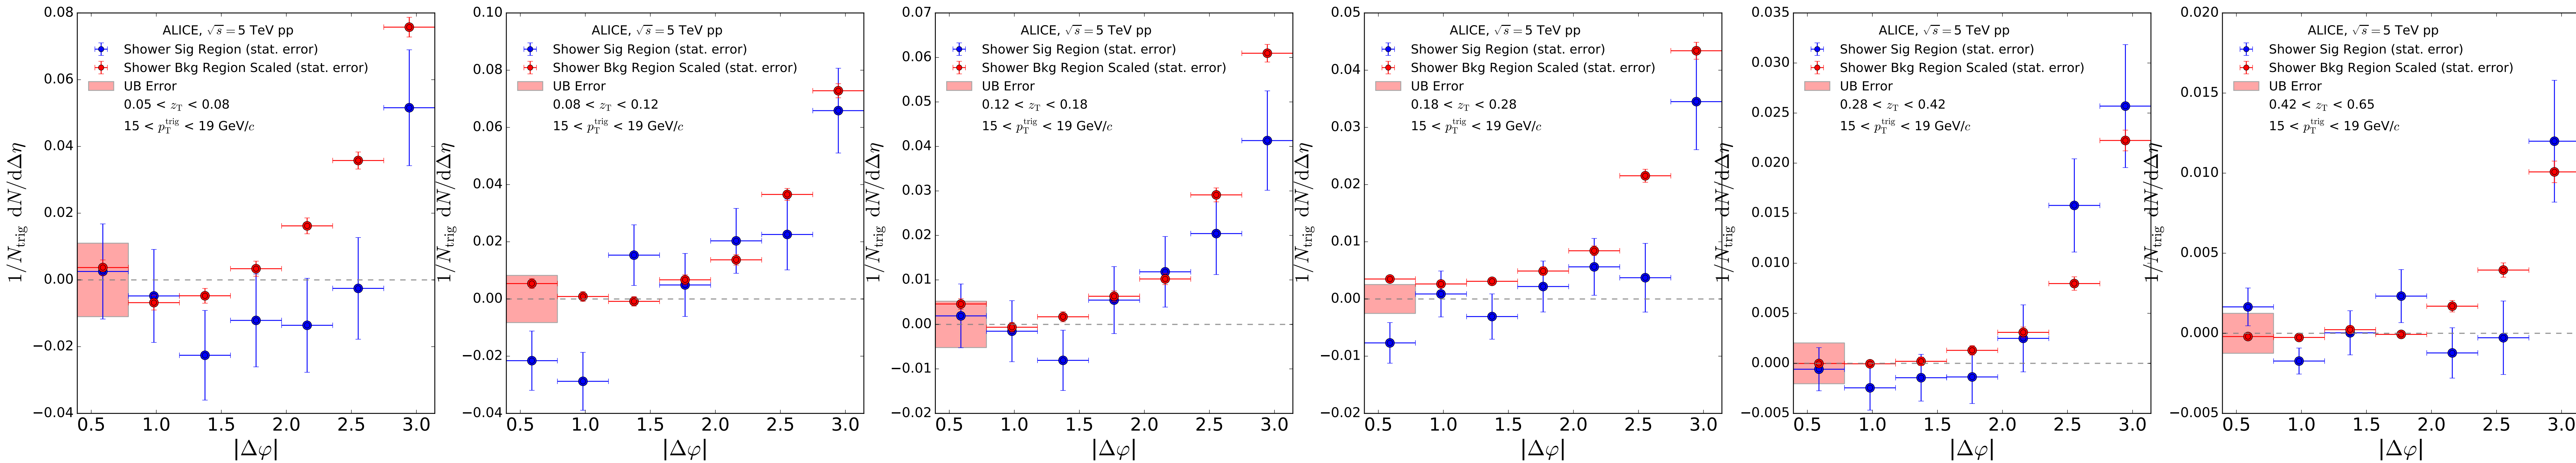 ALICE, √s = 5 TeV pp
Shower Sig Region (stat. error)
Shower Bkg Region Scaled (stat. error)
UB Error
0.05 < z_T < 0.08
15 < p_T^trig < 19 GeV/c
0.08
0.06
0.04
0.02
0.00
−0.02
−0.04
1/N_trig dN/dΔη
0.5 1.0 1.5 2.0 2.5 3.0
|Δφ|
ALICE, √s = 5 TeV pp
Shower Sig Region (stat. error)
Shower Bkg Region Scaled (stat. error)
UB Error
0.08 < z_T < 0.12
15 < p_T^trig < 19 GeV/c
0.10
0.08
0.06
0.04
0.02
0.00
−0.02
−0.04
1/N_trig dN/dΔη
0.5 1.0 1.5 2.0 2.5 3.0
|Δφ|
ALICE, √s = 5 TeV pp
Shower Sig Region (stat. error)
Shower Bkg Region Scaled (stat. error)
UB Error
0.12 < z_T < 0.18
15 < p_T^trig < 19 GeV/c
0.07
0.06
0.05
0.04
0.03
0.02
0.01
0.00
−0.01
−0.02
1/N_trig dN/dΔη
0.5 1.0 1.5 2.0 2.5 3.0
|Δφ|
ALICE, √s = 5 TeV pp
Shower Sig Region (stat. error)
Shower Bkg Region Scaled (stat. error)
UB Error
0.18 < z_T < 0.28
15 < p_T^trig < 19 GeV/c
0.05
0.04
0.03
0.02
0.01
0.00
−0.01
−0.02
1/N_trig dN/dΔη
0.5 1.0 1.5 2.0 2.5 3.0
|Δφ|
ALICE, √s = 5 TeV pp
Shower Sig Region (stat. error)
Shower Bkg Region Scaled (stat. error)
UB Error
0.28 < z_T < 0.42
15 < p_T^trig < 19 GeV/c
0.035
0.030
0.025
0.020
0.015
0.010
0.005
0.000
−0.005
1/N_trig dN/dΔη
0.5 1.0 1.5 2.0 2.5 3.0
|Δφ|
ALICE, √s = 5 TeV pp
Shower Sig Region (stat. error)
Shower Bkg Region Scaled (stat. error)
UB Error
0.42 < z_T < 0.65
15 < p_T^trig < 19 GeV/c
0.020
0.015
0.010
0.005
0.000
−0.005
1/N_trig dN/dΔη
0.5 1.0 1.5 2.0 2.5 3.0
|Δφ|